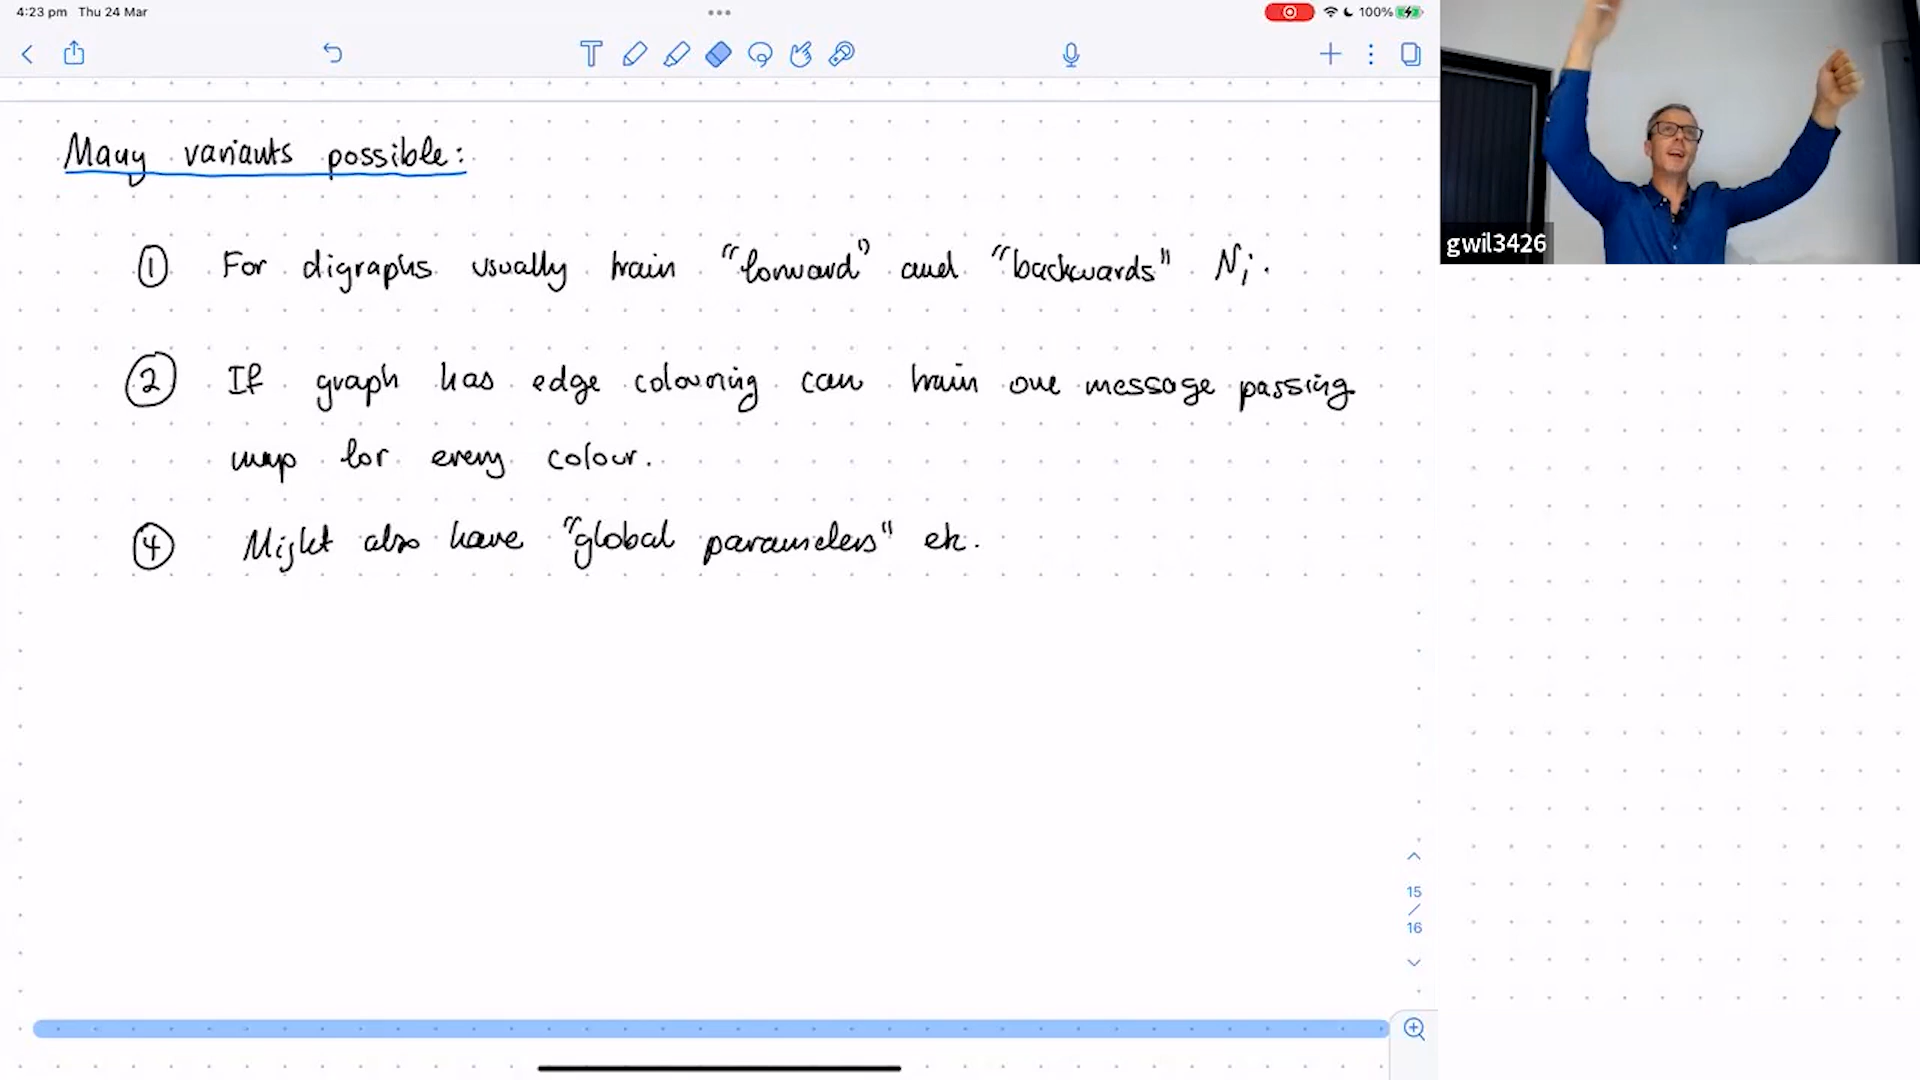 4:23 pm Thu 24 Mar
100%
Many variants possible:
① For digraphs usually train "forward" and "backwards" Ni.
② If graph has edge colouring can train one message passing
map for every colour.
④ Might also have "global parameters" etc.
gwil3426
15
/
16